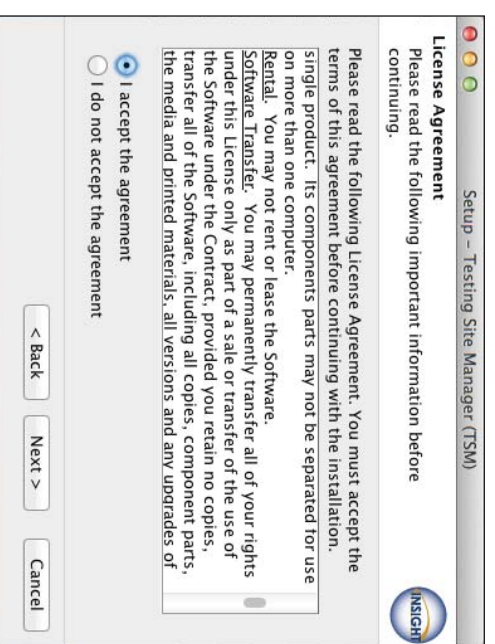 Setup – Testing Site Manager (TSM)
License Agreement
Please read the following important information before
continuing.
INSIGHT
Please read the following License Agreement. You must accept the
terms of this agreement before continuing with the installation.
single product.  Its components parts may not be separated for use
on more than one computer.
Rental.  You may not rent or lease the Software.
Software Transfer.  You may permanently transfer all of your rights
under this License only as part of a sale or transfer of the use of
the Software under the Contract, provided you retain no copies,
transfer all of the Software, including all copies, component parts,
the media and printed materials, all versions and any upgrades of
I accept the agreement
I do not accept the agreement
< Back
Next >
Cancel